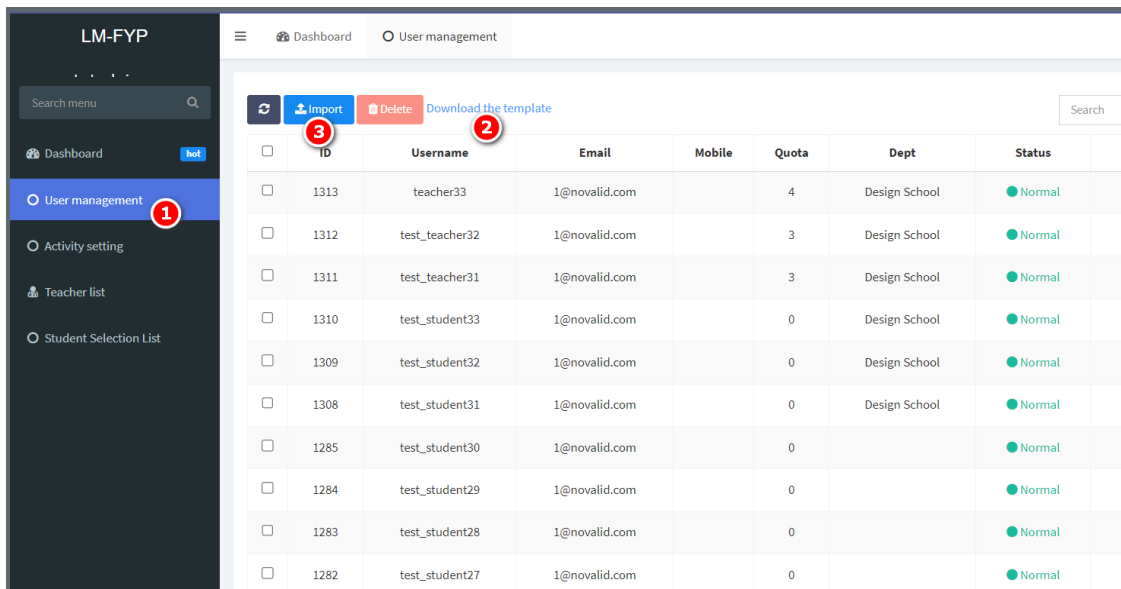 LM-FYP
Dashboard User management
Search menu
Import Delete Download the template Search
3 2
Dashboard hot
ID Username Email Mobile Quota Dept Status
User management
1
1313 teacher33 1@novalid.com 4 Design School Normal
Activity setting
1312 test_teacher32 1@novalid.com 3 Design School Normal
1311 test_teacher31 1@novalid.com 3 Design School Normal
Teacher list
1310 test_student33 1@novalid.com 0 Design School Normal
Student Selection List
1309 test_student32 1@novalid.com 0 Design School Normal
1308 test_student31 1@novalid.com 0 Design School Normal
1285 test_student30 1@novalid.com 0 Normal
1284 test_student29 1@novalid.com 0 Normal
1283 test_student28 1@novalid.com 0 Normal
1282 test_student27 1@novalid.com 0 Normal